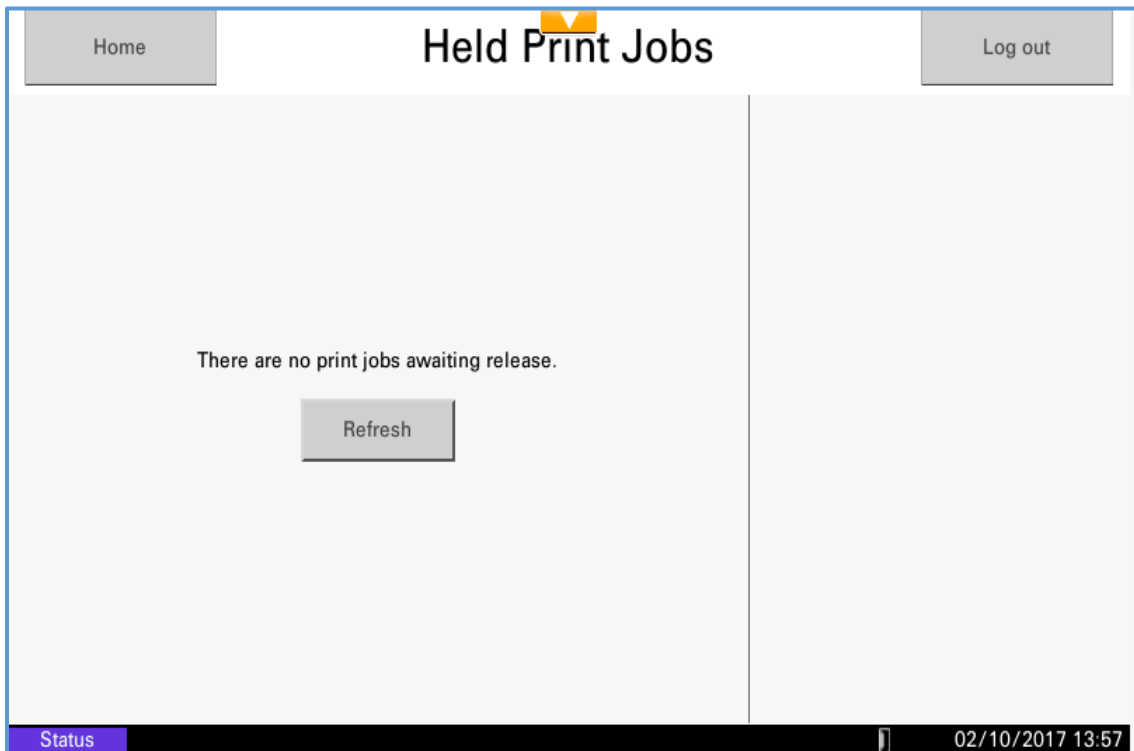 Home
Held Print Jobs
Log out
There are no print jobs awaiting release.
Refresh
Status
02/10/2017 13:57